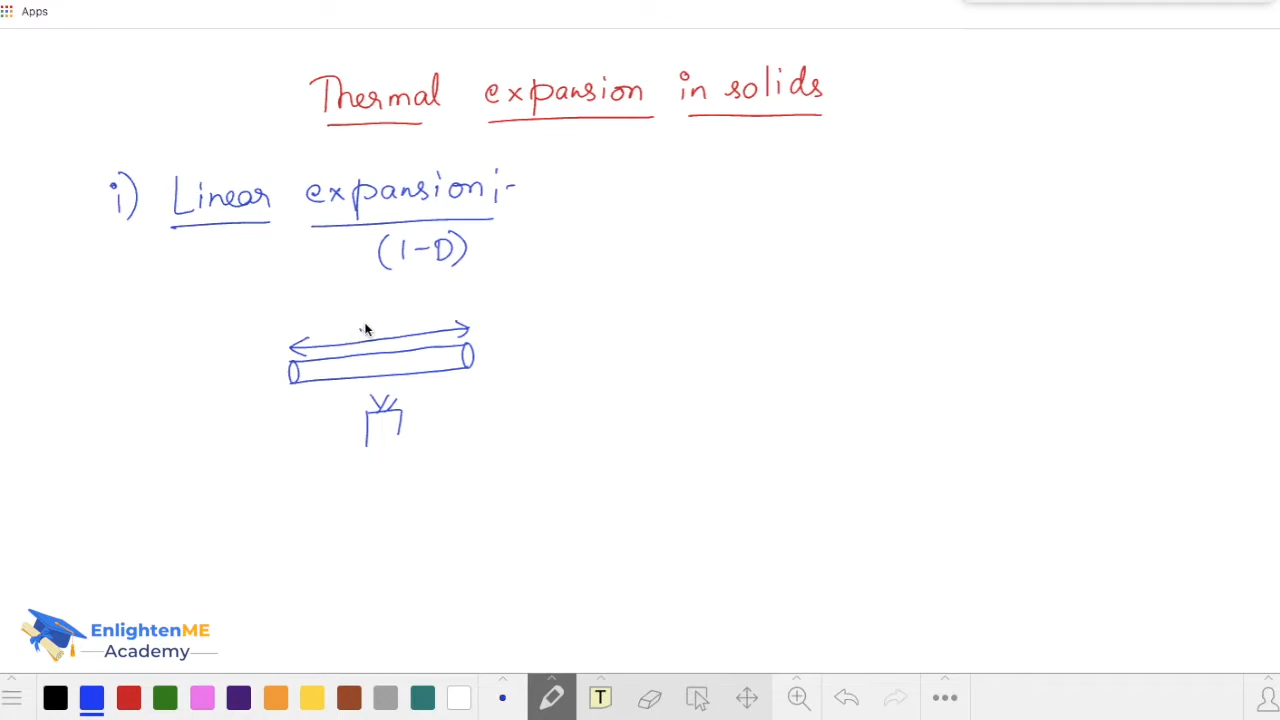 Apps
Thermal expansion in solids
i) Linear expansion:-
(1-D)
EnlightenME
Academy
T